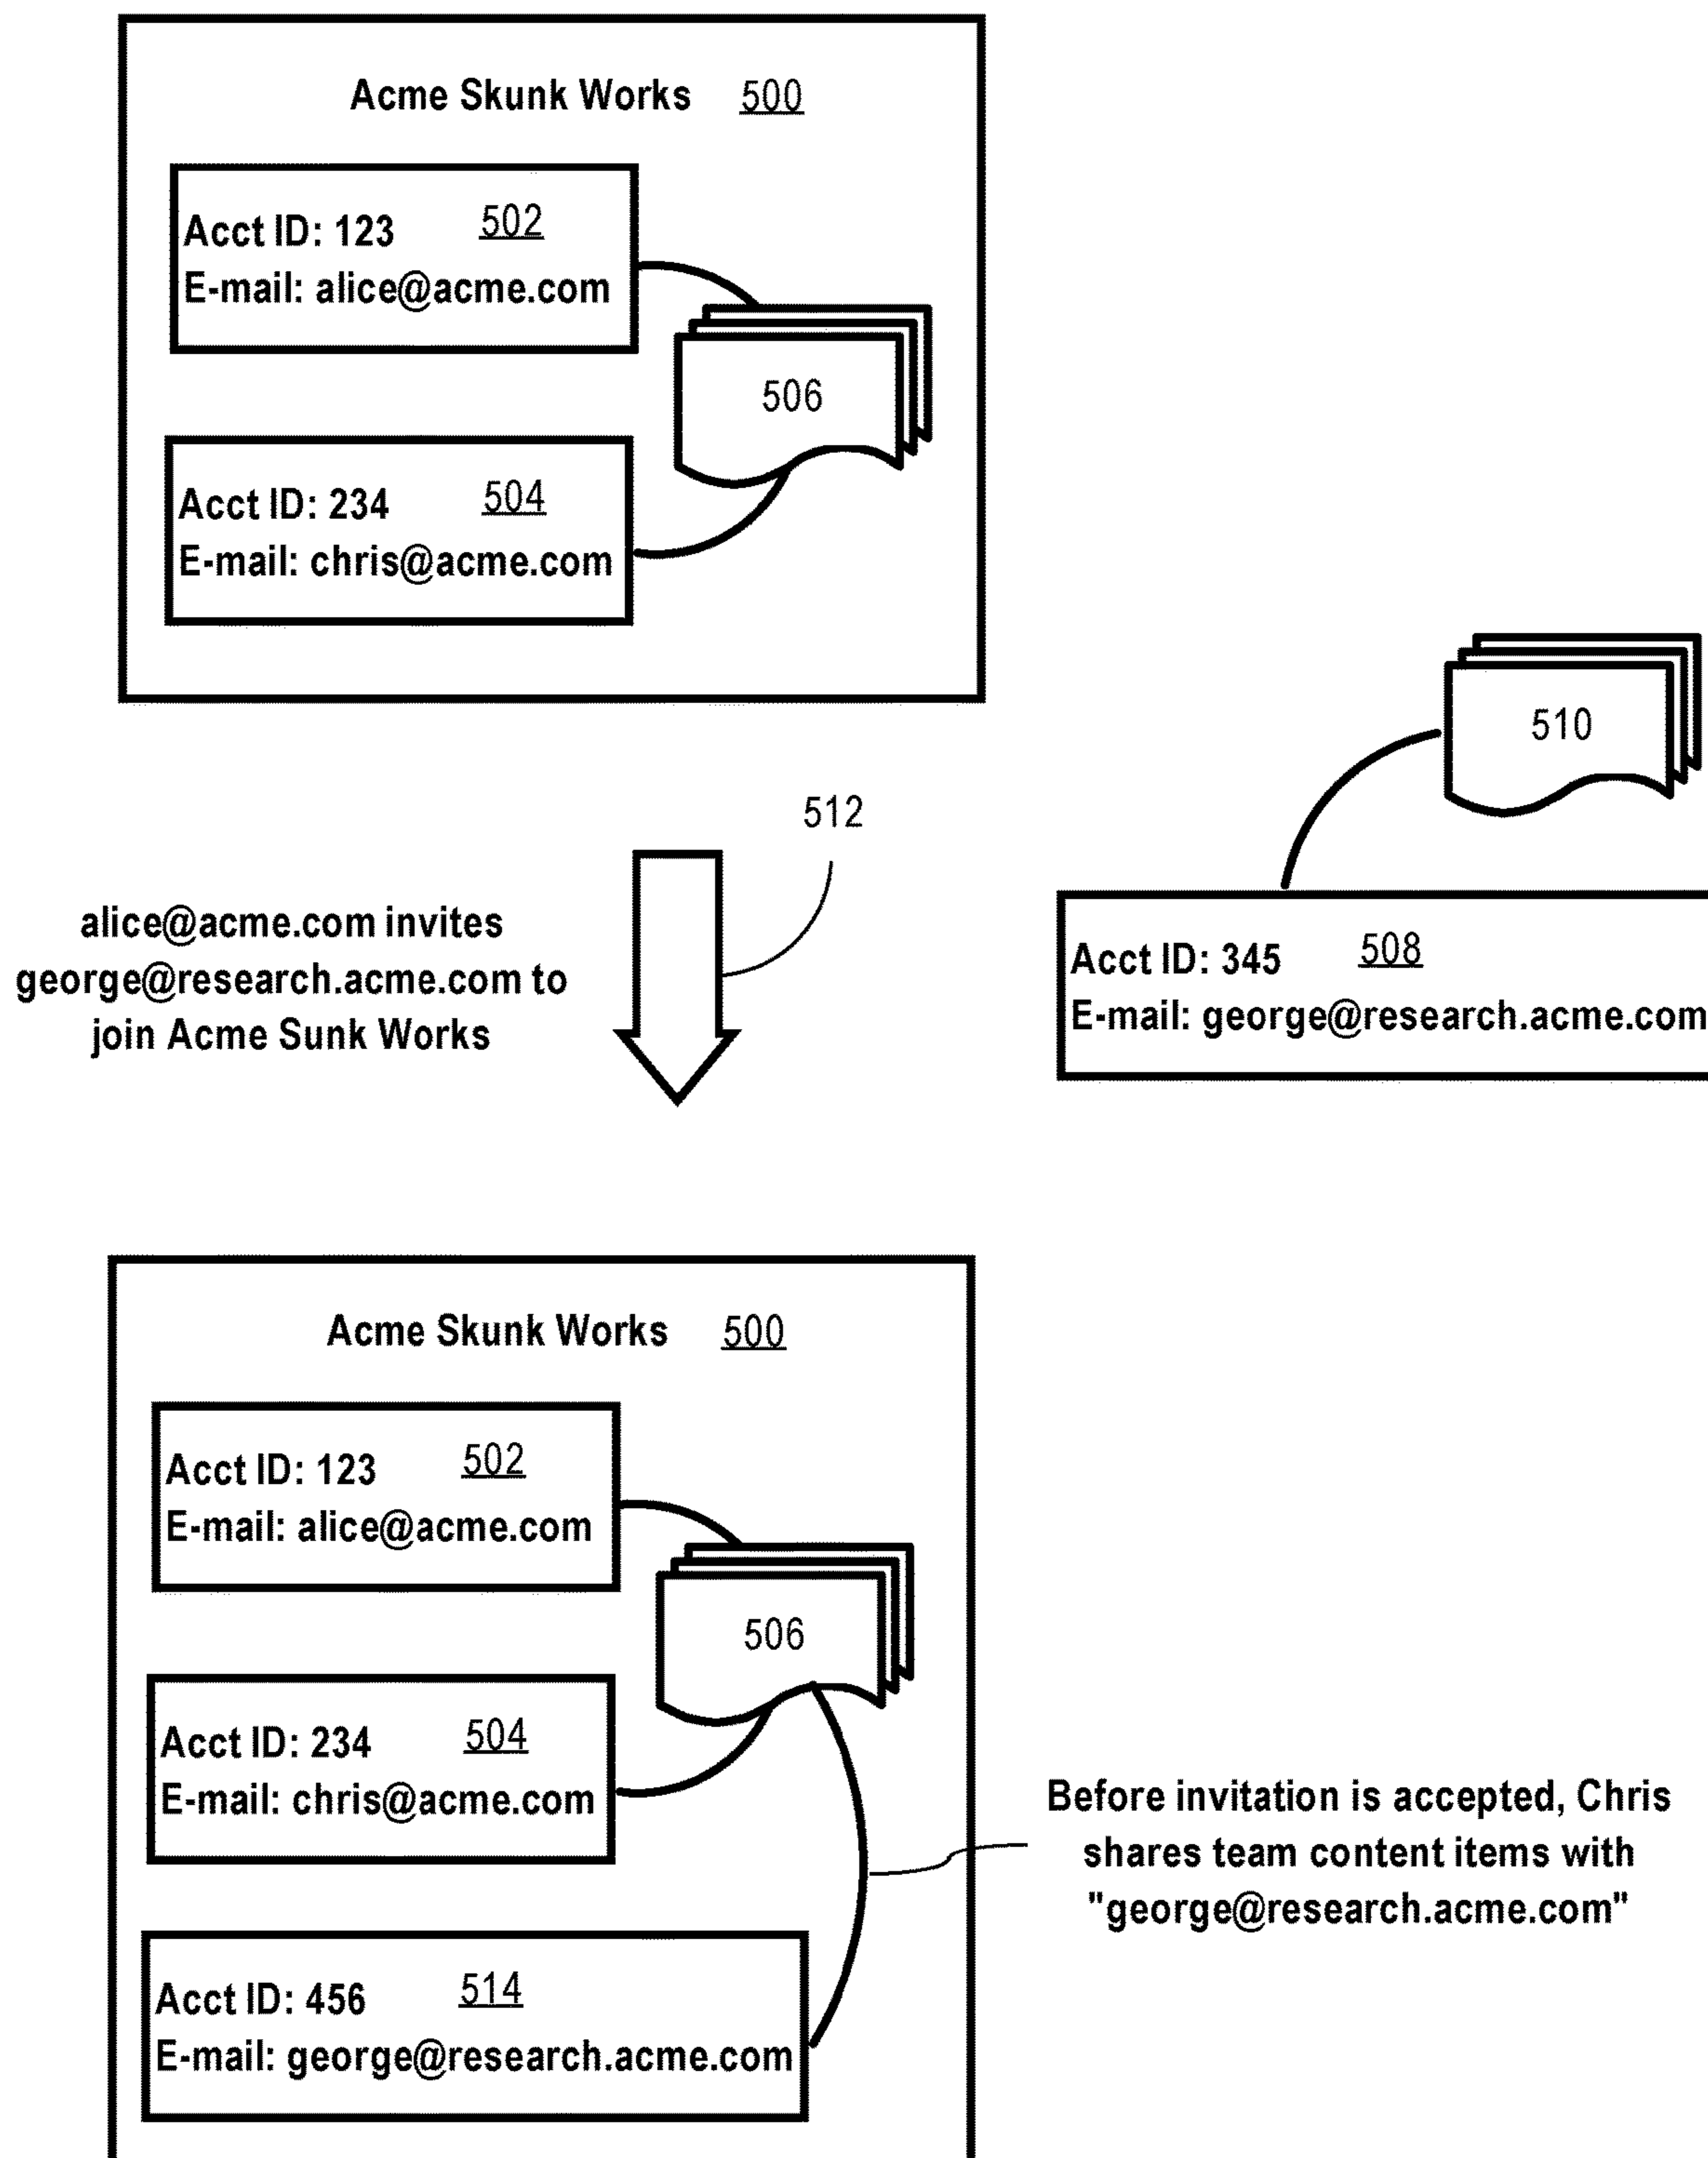 Acme Skunk Works 500
Acct ID: 123 502
E-mail: alice@acme.com
506
Acct ID: 234 504
E-mail: chris@acme.com
510
512
alice@acme.com invites
george@research.acme.com to
join Acme Sunk Works
Acct ID: 345 508
E-mail: george@research.acme.com
Acme Skunk Works 500
Acct ID: 123 502
E-mail: alice@acme.com
506
Acct ID: 234 504
E-mail: chris@acme.com
Before invitation is accepted, Chris
shares team content items with
"george@research.acme.com"
Acct ID: 456 514
E-mail: george@research.acme.com